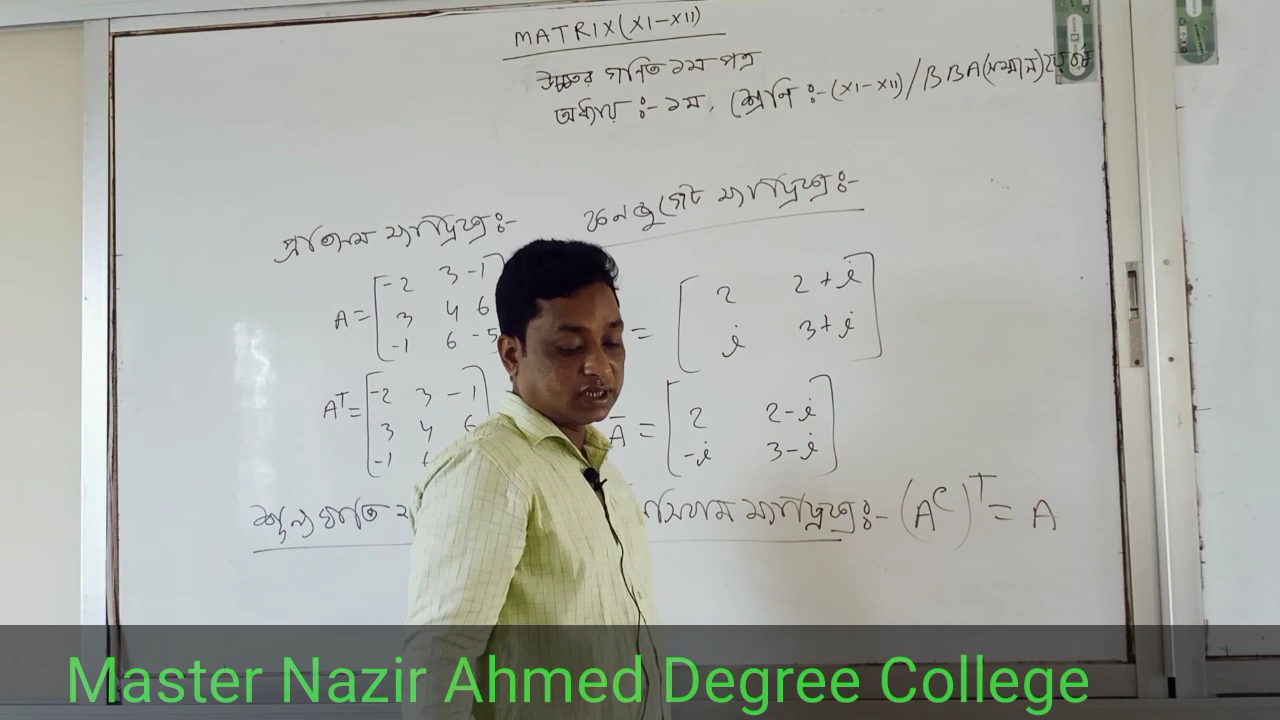 MATRIX(XI-XII)
উচ্চতর গণিত ১ম পত্র
অধ্যায় :- ১ম, শ্রেণি :- (XI-XII)/BBA(সম্মান)
প্রতিসম ম্যাট্রিক্স:- কনজুগেট ম্যাট্রিক্স:-
A = [ -2 3 -1
3 4 6
-1 6 -5
= [ 2 2+i
i 3+i ]
Aᵀ = [ -2 3 -1 ]
3 4 6
-1
Ā = [ 2 2-i
-i 3-i ]
শূন্যঘাতি ম্যাট্রিক্স:- (Aᶜ)ᵀ = A
Master Nazir Ahmed Degree College